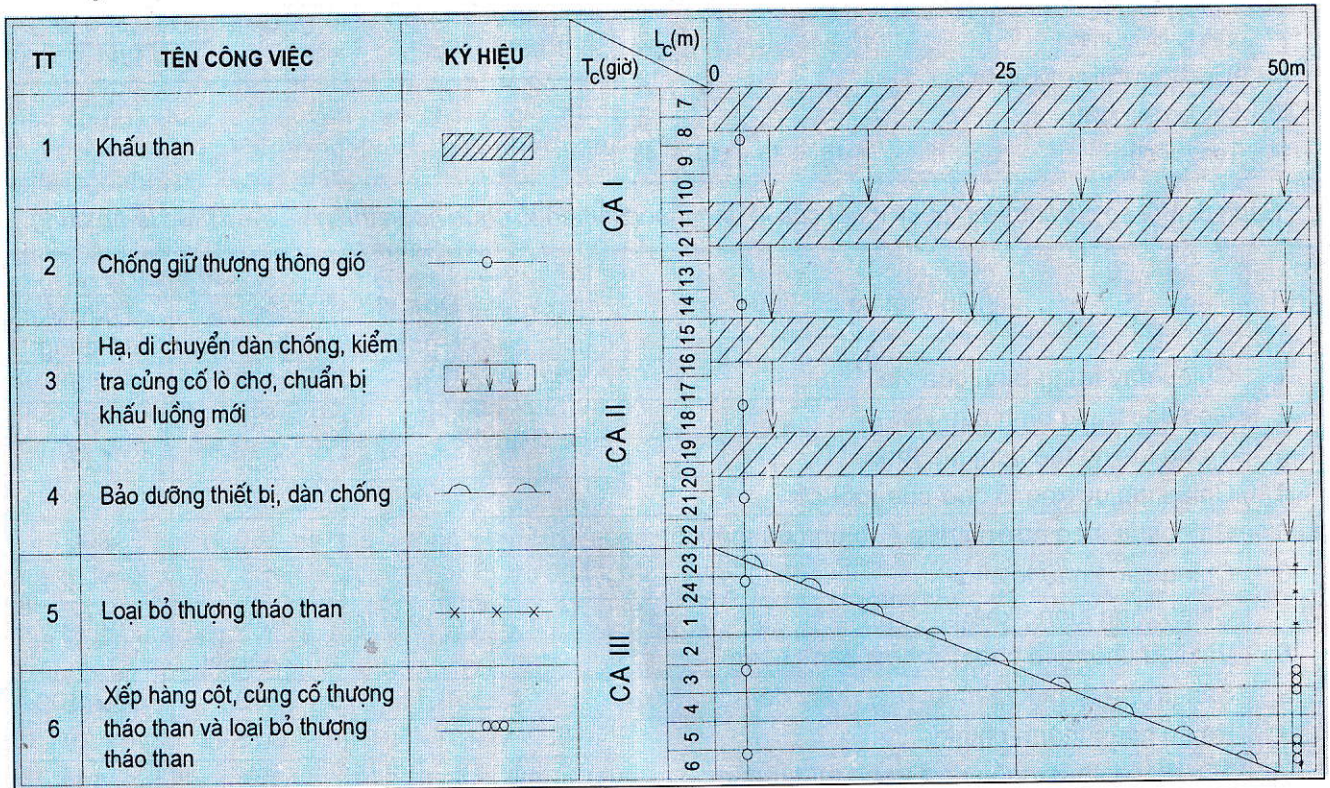 TT
TÊN CÔNG VIỆC
KÝ HIỆU
L_c(m)
T_c(giờ)
0
25
50m
1
Khấu than
2
Chống giữ thượng thông gió
3
Hạ, di chuyển dàn chống, kiểm
tra củng cố lò chợ, chuẩn bị
khấu luồng mới
4
Bảo dưỡng thiết bị, dàn chống
5
Loại bỏ thượng tháo than
6
Xếp hàng cột, củng cố thượng
tháo than và loại bỏ thượng
tháo than
CA I
7
8
9
10
11
12
13
14
CA II
15
16
17
18
19
20
21
22
CA III
23
24
1
2
3
4
5
6